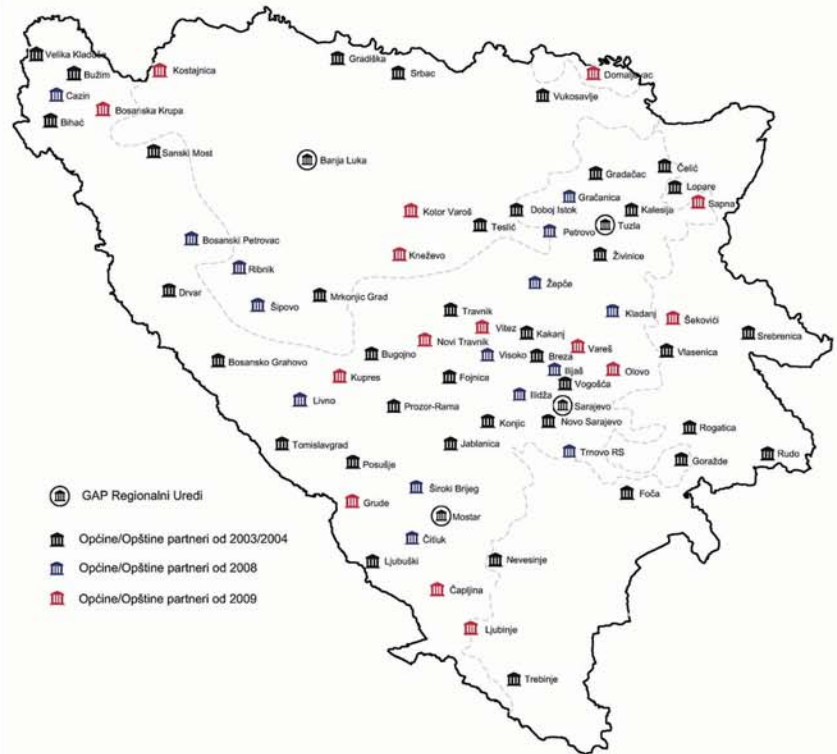 Velika Kladuša
Bužim
Cazin
Bihać
Kostajnica
Bosanska Krupa
Sanski Most
Gradiška
Srbac
Domaljevac
Vukosavlje
Banja Luka
Gradačac
Čelić
Lopare
Gračanica
Sapna
Kotor Varoš
Doboj Istok
Kalesija
Teslić
Petrovo
Tuzla
Bosanski Petrovac
Kneževo
Živinice
Ribnik
Žepče
Drvar
Šipovo
Mrkonjic Grad
Travnik
Kladanj
Šekovići
Vitez
Kakanj
Srebrenica
Novi Travnik
Vareš
Bosansko Grahovo
Bugojno
Visoko
Breza
Vlasenica
Kupres
Fojnica
Ilijaš
Olovo
Vogošća
Livno
Prozor-Rama
Ilidža
Sarajevo
Konjic
Novo Sarajevo
Rogatica
Tomislavgrad
Jablanica
Trnovo RS
Posušje
Goražde
Rudo
Široki Brijeg
Foča
Grude
Mostar
Čitluk
Ljubuški
Nevesinje
Čapljina
Ljubinje
Trebinje
GAP Regionalni Uredi
Općine/Opštine partneri od 2003/2004
Općine/Opštine partneri od 2008
Općine/Opštine partneri od 2009